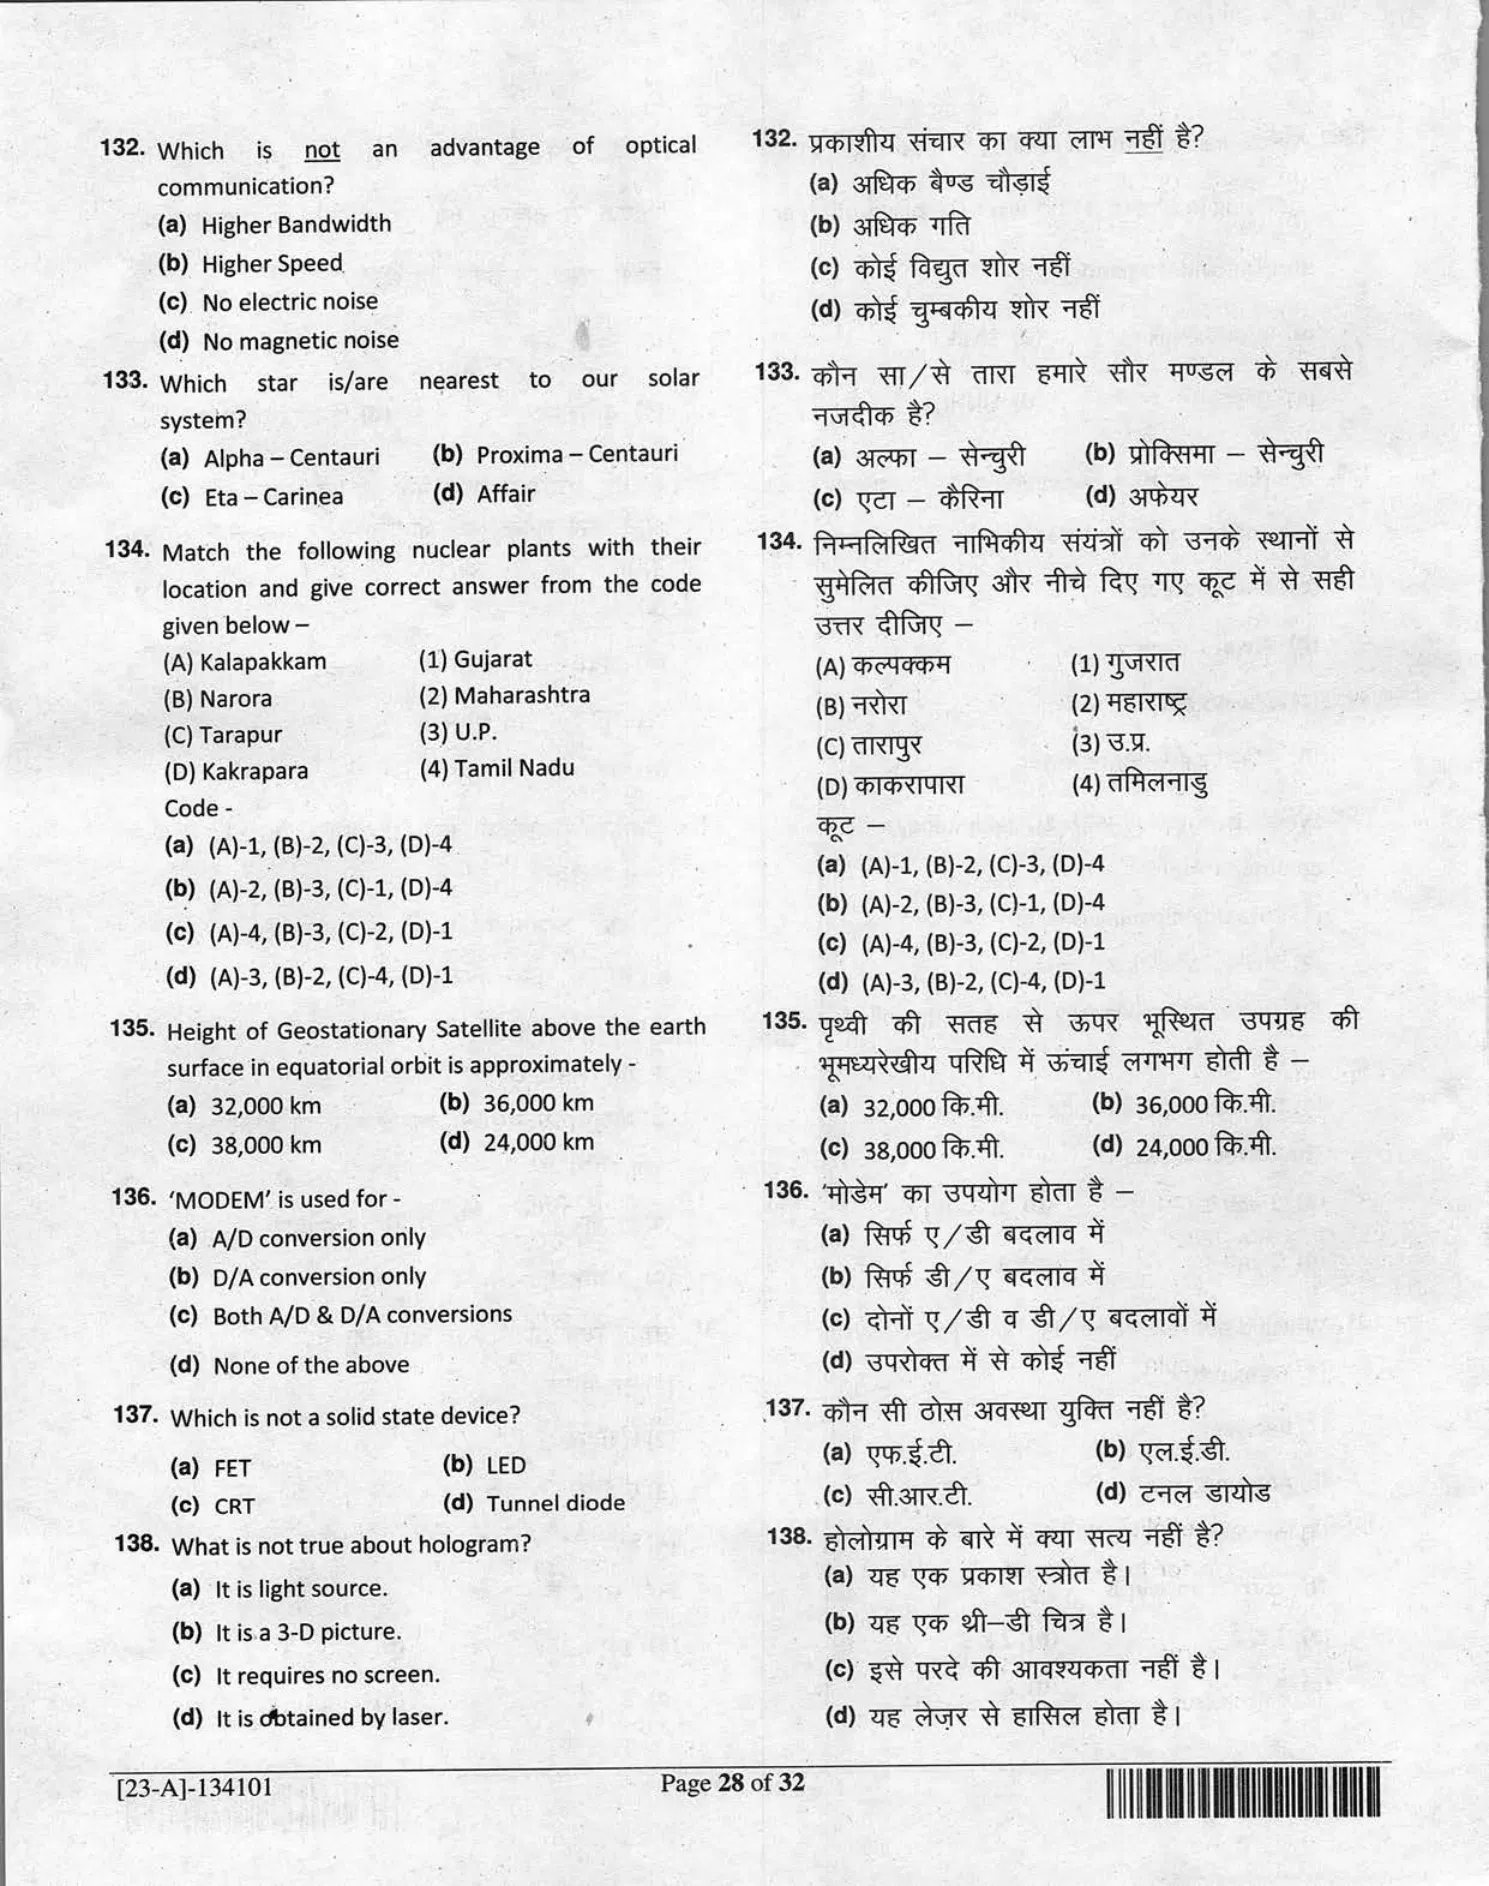 132. Which is not an advantage of optical
communication?
(a) Higher Bandwidth
(b) Higher Speed
(c) No electric noise
(d) No magnetic noise
133. Which star is/are nearest to our solar
system?
(a) Alpha – Centauri (b) Proxima – Centauri
(c) Eta – Carinea (d) Affair
134. Match the following nuclear plants with their
location and give correct answer from the code
given below –
(A) Kalapakkam (1) Gujarat
(B) Narora (2) Maharashtra
(C) Tarapur (3) U.P.
(D) Kakrapara (4) Tamil Nadu
Code -
(a) (A)-1, (B)-2, (C)-3, (D)-4
(b) (A)-2, (B)-3, (C)-1, (D)-4
(c) (A)-4, (B)-3, (C)-2, (D)-1
(d) (A)-3, (B)-2, (C)-4, (D)-1
135. Height of Geostationary Satellite above the earth
surface in equatorial orbit is approximately -
(a) 32,000 km (b) 36,000 km
(c) 38,000 km (d) 24,000 km
136. ‘MODEM’ is used for -
(a) A/D conversion only
(b) D/A conversion only
(c) Both A/D & D/A conversions
(d) None of the above
137. Which is not a solid state device?
(a) FET (b) LED
(c) CRT (d) Tunnel diode
138. What is not true about hologram?
(a) It is light source.
(b) It is a 3-D picture.
(c) It requires no screen.
(d) It is obtained by laser.
132. प्रकाशीय संचार का क्या लाभ नहीं है?
(a) अधिक बैण्ड चौड़ाई
(b) अधिक गति
(c) कोई विद्युत शोर नहीं
(d) कोई चुम्बकीय शोर नहीं
133. कौन सा/से तारा हमारे सौर मण्डल के सबसे
नजदीक है?
(a) अल्फा – सेन्चुरी (b) प्रोक्सिमा – सेन्चुरी
(c) एटा – कैरिना (d) अफेयर
134. निम्नलिखित नाभिकीय संयंत्रों को उनके स्थानों से
सुमेलित कीजिए और नीचे दिए गए कूट में से सही
उत्तर दीजिए –
(A) कल्पक्कम (1) गुजरात
(B) नरोरा (2) महाराष्ट्र
(C) तारापुर (3) उ.प्र.
(D) काकरापारा (4) तमिलनाडु
कूट –
(a) (A)-1, (B)-2, (C)-3, (D)-4
(b) (A)-2, (B)-3, (C)-1, (D)-4
(c) (A)-4, (B)-3, (C)-2, (D)-1
(d) (A)-3, (B)-2, (C)-4, (D)-1
135. पृथ्वी की सतह से ऊपर भूस्थित उपग्रह की
भूमध्यरेखीय परिधि में ऊंचाई लगभग होती है –
(a) 32,000 कि.मी. (b) 36,000 कि.मी.
(c) 38,000 कि.मी. (d) 24,000 कि.मी.
136. ‘मोडेम’ का उपयोग होता है –
(a) सिर्फ ए/डी बदलाव में
(b) सिर्फ डी/ए बदलाव में
(c) दोनों ए/डी व डी/ए बदलावों में
(d) उपरोक्त में से कोई नहीं
137. कौन सी ठोस अवस्था युक्ति नहीं है?
(a) एफ.ई.टी. (b) एल.ई.डी.
(c) सी.आर.टी. (d) टनल डायोड
138. होलोग्राम के बारे में क्या सत्य नहीं है?
(a) यह एक प्रकाश स्त्रोत है।
(b) यह एक थ्री–डी चित्र है।
(c) इसे परदे की आवश्यकता नहीं है।
(d) यह लेज़र से हासिल होता है।
[23-A]-134101 Page 28 of 32